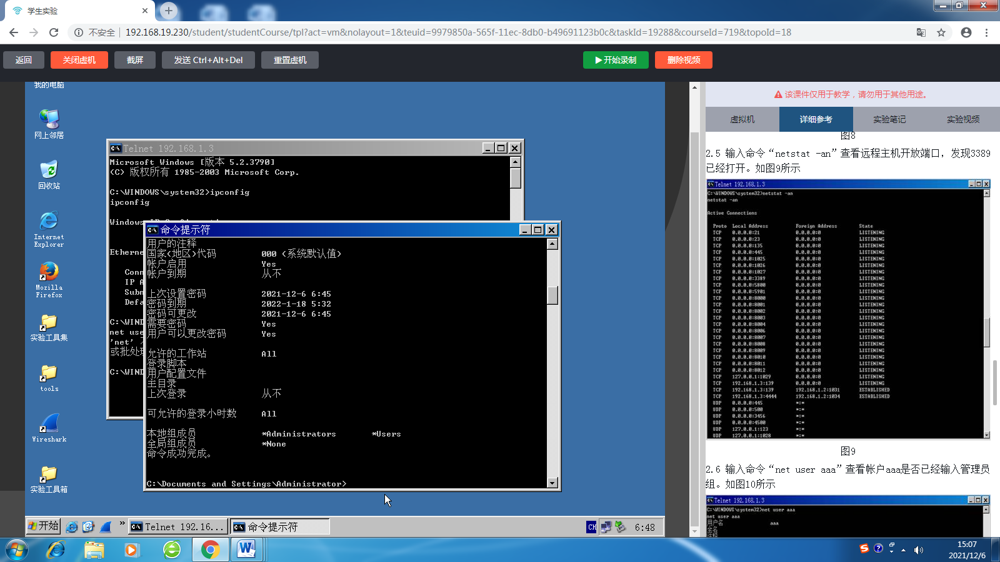 学生实验
不安全 192.168.19.230/student/studentCourse/tpl?act=vm&nolayout=1&teuid=9979850a-565f-11ec-8db0-b49691123b0c&taskId=19288&courseId=719&topoId=18
返回 关闭虚机 截屏 发送 Ctrl+Alt+Del 重置虚机 开始录制 删除视频
我的电脑
网上邻居
回收站
Internet
Explorer
Mozilla
Firefox
实验工具集
tools
Wireshark
实验工具箱
Telnet 192.168.1.3
Microsoft Windows [版本 5.2.3790]
(C) 版权所有 1985-2003 Microsoft Corp.
C:\WINDOWS\system32>ipconfig
ipconfig
Windows
Etherne
Conn
IP A
Subn
Defa
C:\WIND
net use
'net'
或批处理
C:\WIND
命令提示符
用户的注释
国家(地区)代码 000 (系统默认值)
帐户启用 Yes
帐户到期 从不
上次设置密码 2021-12-6 6:45
密码到期 2022-1-18 5:32
密码可更改 2021-12-6 6:45
需要密码 Yes
用户可以更改密码 Yes
允许的工作站 All
登录脚本
用户配置文件
主目录
上次登录 从不
可允许的登录小时数 All
本地组成员 *Administrators *Users
全局组成员 *None
命令成功完成。
C:\Documents and Settings\Administrator>
开始 » Telnet 192.16... 命令提示符 CH 6:48
该课件仅用于教学，请勿用于其他用途。
虚拟机 详细参考 实验笔记 实验视频
图8
2.5 输入命令“netstat -an”查看远程主机开放端口，发现3389
已经打开。如图9所示
Telnet 192.168.1.3
C:\WINDOWS\system32>netstat -an
netstat -an
Active Connections
Proto Local Address Foreign Address State
TCP 0.0.0.0:21 0.0.0.0:0 LISTENING
TCP 0.0.0.0:23 0.0.0.0:0 LISTENING
TCP 0.0.0.0:135 0.0.0.0:0 LISTENING
TCP 0.0.0.0:445 0.0.0.0:0 LISTENING
TCP 0.0.0.0:1025 0.0.0.0:0 LISTENING
TCP 0.0.0.0:1026 0.0.0.0:0 LISTENING
TCP 0.0.0.0:1027 0.0.0.0:0 LISTENING
TCP 0.0.0.0:3389 0.0.0.0:0 LISTENING
TCP 0.0.0.0:5800 0.0.0.0:0 LISTENING
TCP 0.0.0.0:5901 0.0.0.0:0 LISTENING
TCP 0.0.0.0:8000 0.0.0.0:0 LISTENING
TCP 0.0.0.0:8001 0.0.0.0:0 LISTENING
TCP 0.0.0.0:8002 0.0.0.0:0 LISTENING
TCP 0.0.0.0:8003 0.0.0.0:0 LISTENING
TCP 0.0.0.0:8004 0.0.0.0:0 LISTENING
TCP 0.0.0.0:8006 0.0.0.0:0 LISTENING
TCP 0.0.0.0:8007 0.0.0.0:0 LISTENING
TCP 0.0.0.0:8008 0.0.0.0:0 LISTENING
TCP 0.0.0.0:8009 0.0.0.0:0 LISTENING
TCP 0.0.0.0:8010 0.0.0.0:0 LISTENING
TCP 0.0.0.0:8011 0.0.0.0:0 LISTENING
TCP 0.0.0.0:8012 0.0.0.0:0 LISTENING
TCP 127.0.0.1:1029 0.0.0.0:0 LISTENING
TCP 192.168.1.3:139 0.0.0.0:0 LISTENING
TCP 192.168.1.3:139 192.168.1.2:1031 ESTABLISHED
TCP 192.168.1.3:4444 192.168.1.2:1034 ESTABLISHED
UDP 0.0.0.0:445 *:*
UDP 0.0.0.0:500 *:*
UDP 0.0.0.0:3456 *:*
UDP 0.0.0.0:4500 *:*
UDP 127.0.0.1:123 *:*
UDP 127.0.0.1:1028 *:*
图9
2.6 输入命令“net user aaa”查看帐户aaa是否已经输入管理员
组。如图10所示
Telnet 192.168.1.3
C:\WINDOWS\system32>net user aaa
net user aaa
用户名 aaa
全名
注释
15:07
2021/12/6